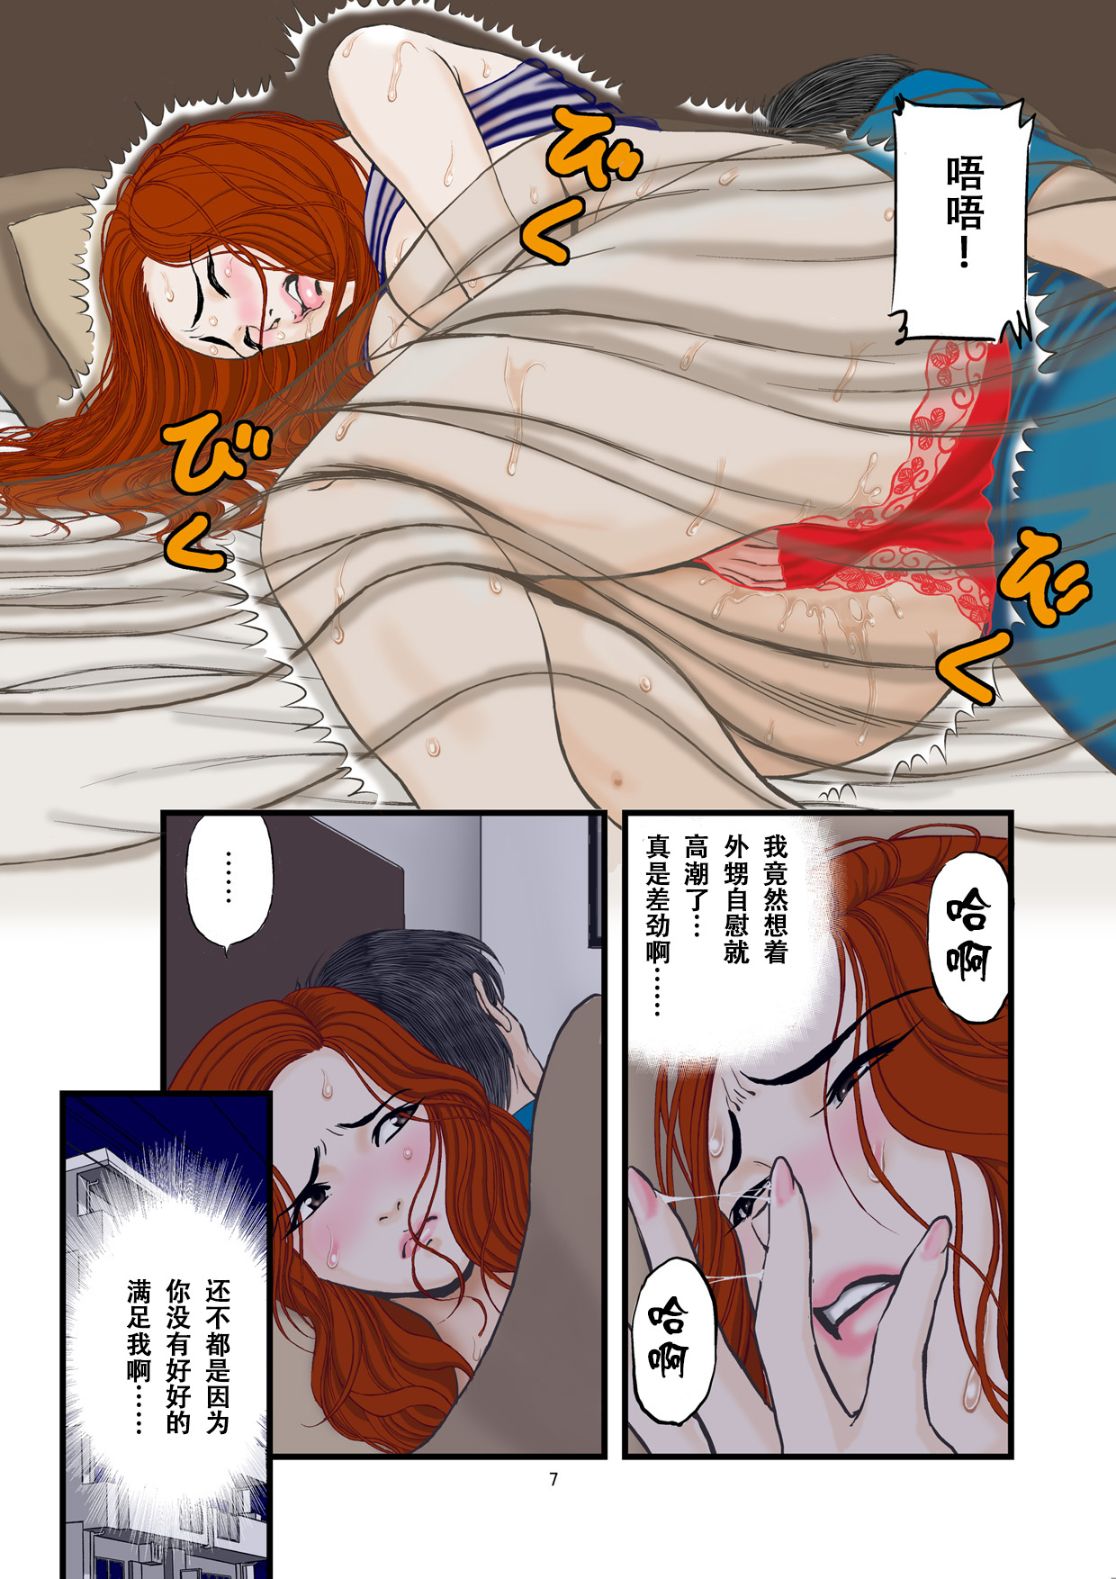 唔唔！
ぞく
びく
ぞく
哈啊
我竟然想着
外甥自慰就
高潮了…
真是差劲啊……
哈啊
……
还不都是因为
你没有好好的
满足我啊……
7